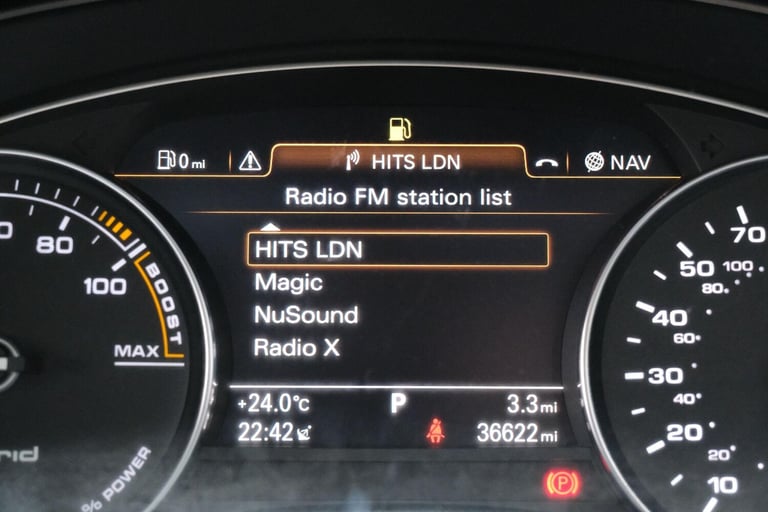 0 mi
HITS LDN
NAV
Radio FM station list
HITS LDN
Magic
NuSound
Radio X
+24.0°C
P
3.3 mi
22:42
36622 mi
P
80
100
BOOST
MAX
rid
% POWER
70
50
100
80
40
60
30
40
20
20
10